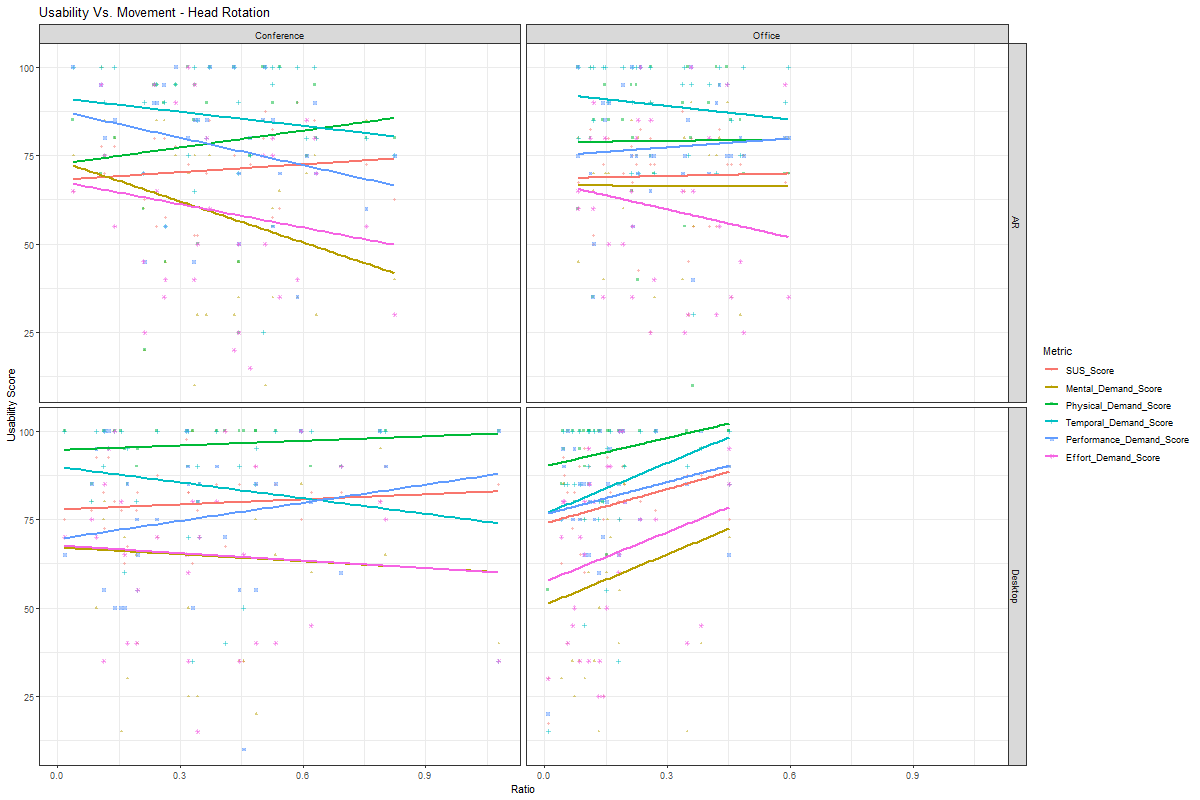 Usability Vs. Movement - Head Rotation
Conference
Office
100
75
50
25
AR
100
75
50
25
Desktop
Usability Score
0.0
0.3
0.6
0.9
0.0
0.3
0.6
0.9
Ratio
Metric
SUS_Score
Mental_Demand_Score
Physical_Demand_Score
Temporal_Demand_Score
Performance_Demand_Score
Effort_Demand_Score